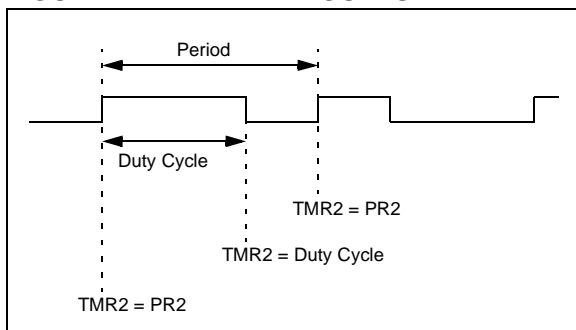 Period
Duty Cycle
TMR2 = PR2
TMR2 = Duty Cycle
TMR2 = PR2